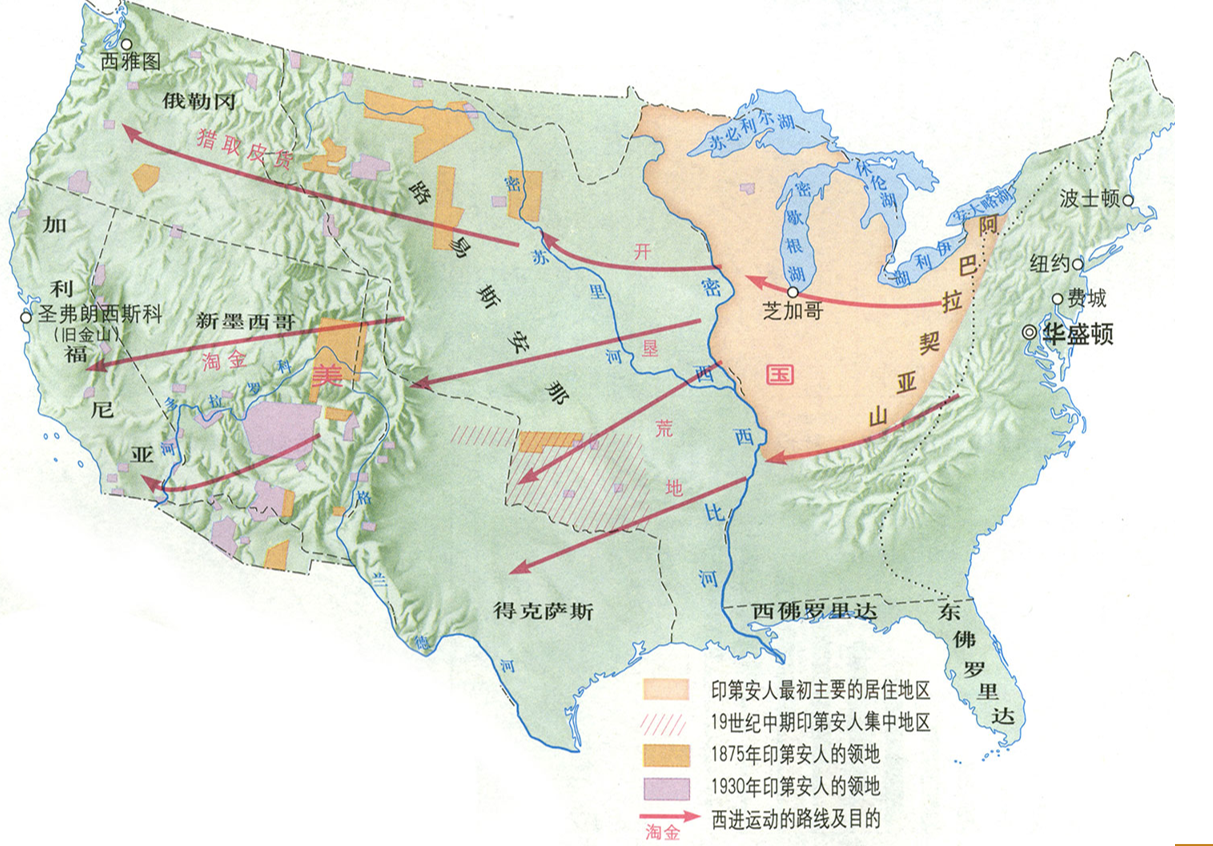 西雅图
俄勒冈
猎取皮货
苏必利尔湖
密歇根湖
休伦湖
安大略湖
伊利湖
波士顿
纽约
费城
华盛顿
芝加哥
阿巴拉契亚山
路易斯安那
密苏里河
开垦荒地
密西西比河
加利福尼亚
圣弗朗西斯科
(旧金山)
新墨西哥
淘金
美国
科罗拉多河
格兰德河
得克萨斯
西佛罗里达
东佛罗里达
印第安人最初主要的居住地区
19世纪中期印第安人集中地区
1875年印第安人的领地
1930年印第安人的领地
西进运动的路线及目的
淘金